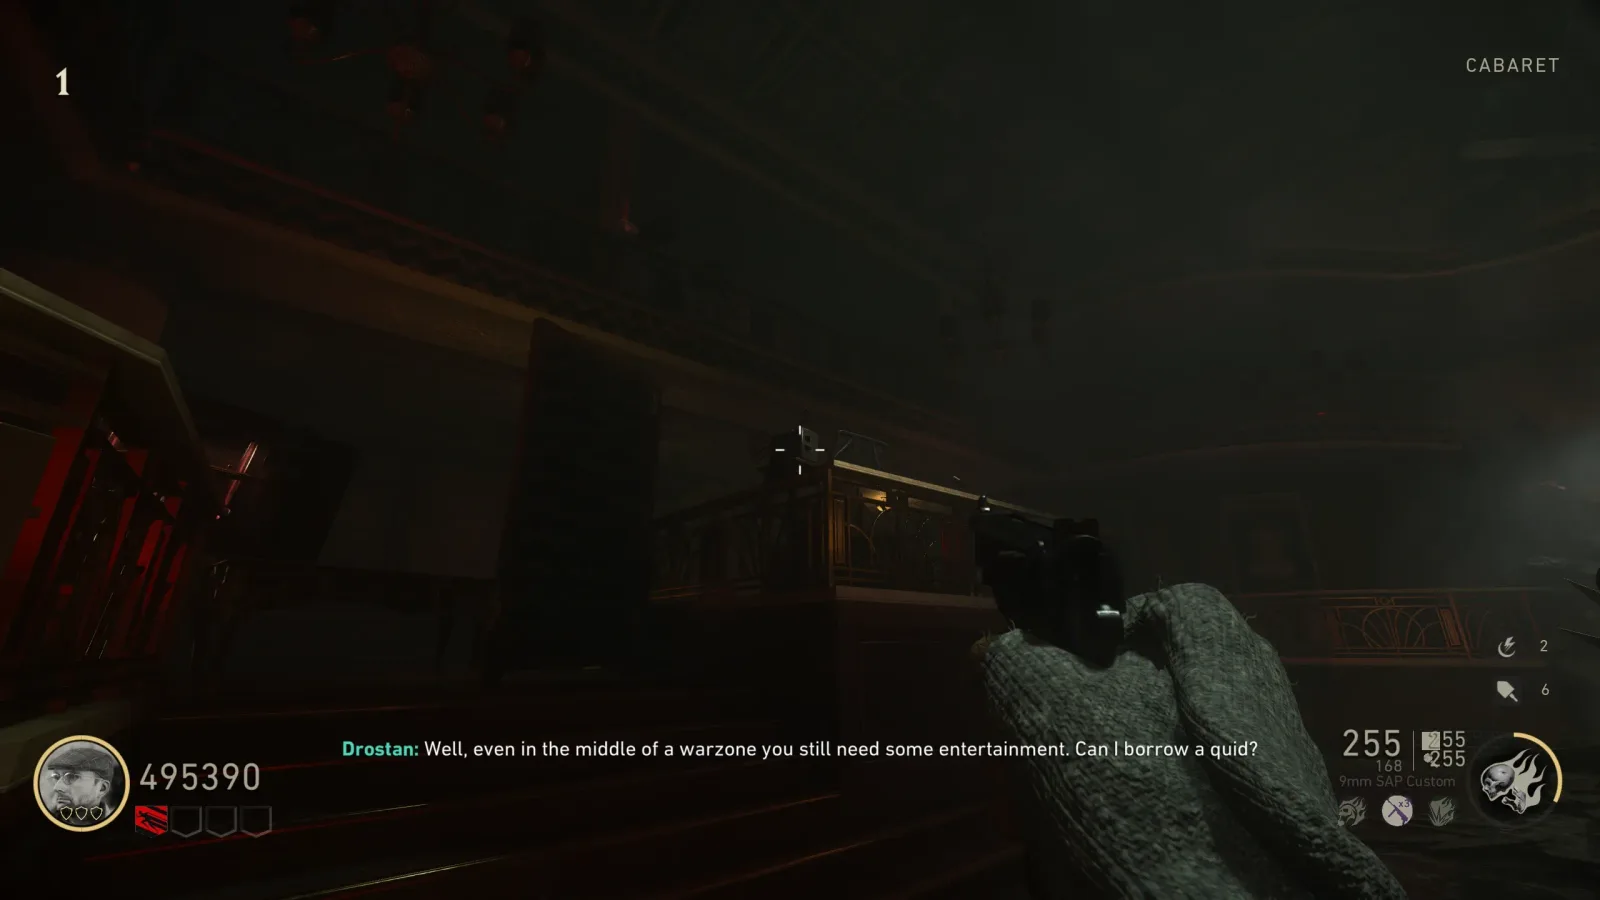 1
CABARET
2
6
Drostan: Well, even in the middle of a warzone you still need some entertainment. Can I borrow a quid?
495390
255
168
255
255
9mm SAP Custom
x3